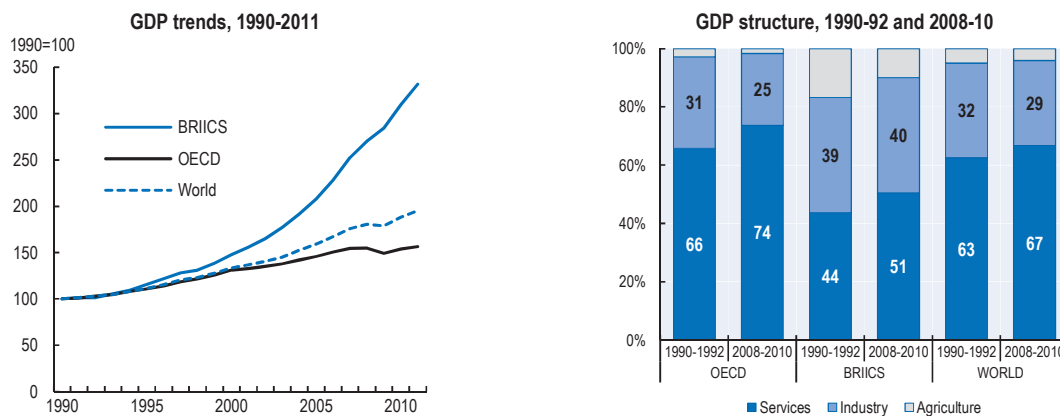 GDP trends, 1990-2011
1990=100
350
300
250
200
150
100
50
0
BRIICS
OECD
World
1990 1995 2000 2005 2010
GDP structure, 1990-92 and 2008-10
100%
80%
60%
40%
20%
0%
31 25 39 40 32 29
66 74 44 51 63 67
1990-1992 2008-2010 1990-1992 2008-2010 1990-1992 2008-2010
OECD BRIICS WORLD
Services Industry Agriculture